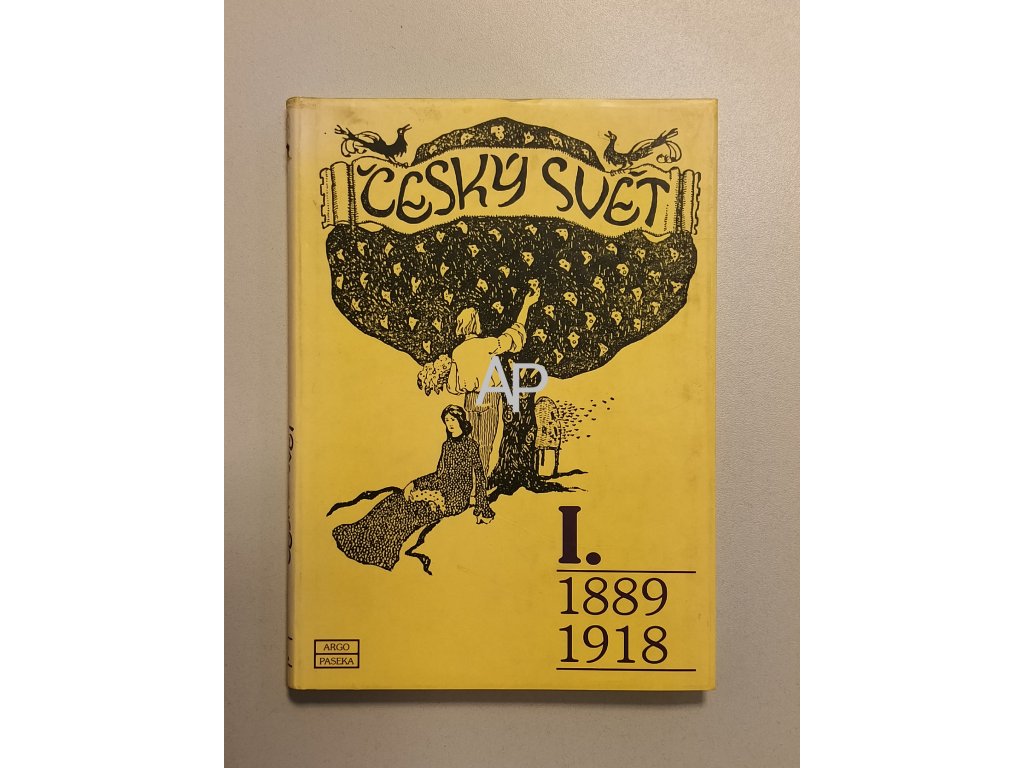 ČESKÝ SVĚT
AP
I.
1889
1918
ARGO
PASEKA